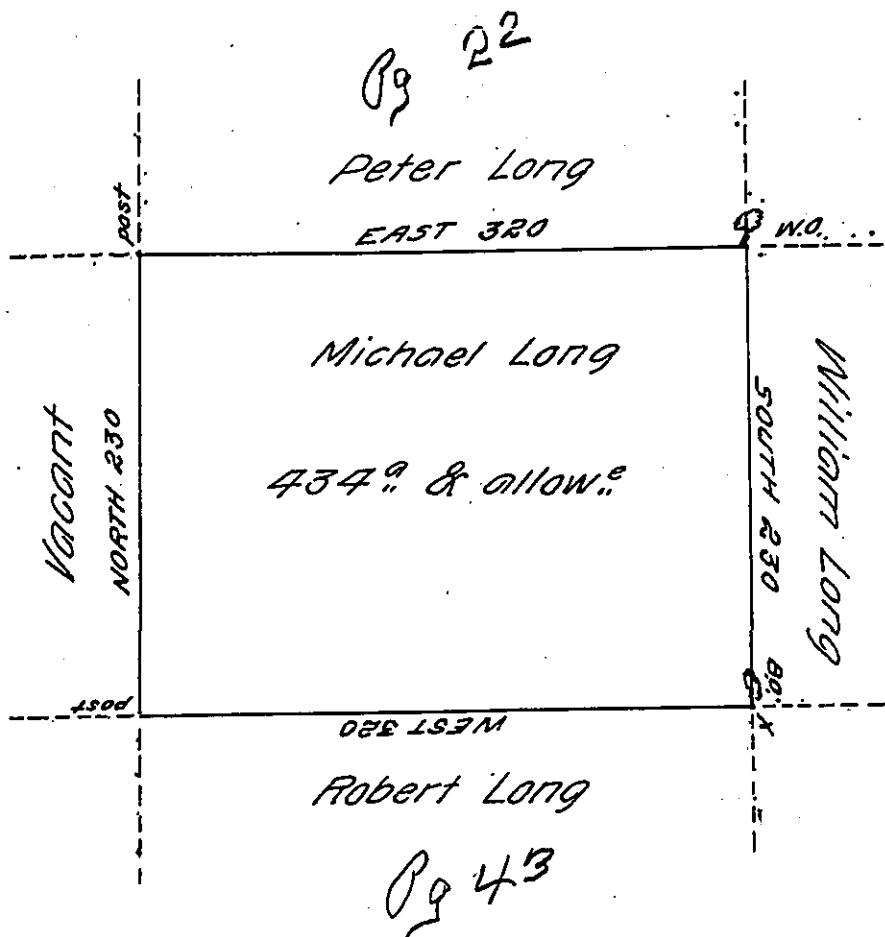 Pg 22
Peter Long
post
EAST 320
W.O.
Michael Long
434a.. & allow..e
Vacant
NORTH 230
SOUTH 230
William Long
B.O. X
post
WEST 320
Robert Long
Pg 43